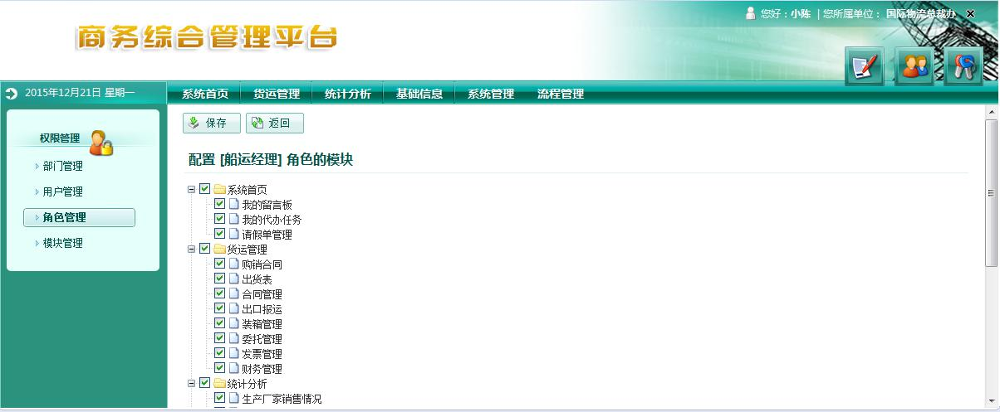 您好：小陈 | 您所属单位： 国际物流总裁办
商务综合管理平台
2015年12月21日 星期一
系统首页 货运管理 统计分析 基础信息 系统管理 流程管理
权限管理
部门管理
用户管理
角色管理
模块管理
保存 返回
配置 [船运经理] 角色的模块
系统首页
我的留言板
我的代办任务
请假单管理
货运管理
购销合同
出货表
合同管理
出口报运
装箱管理
委托管理
发票管理
财务管理
统计分析
生产厂家销售情况